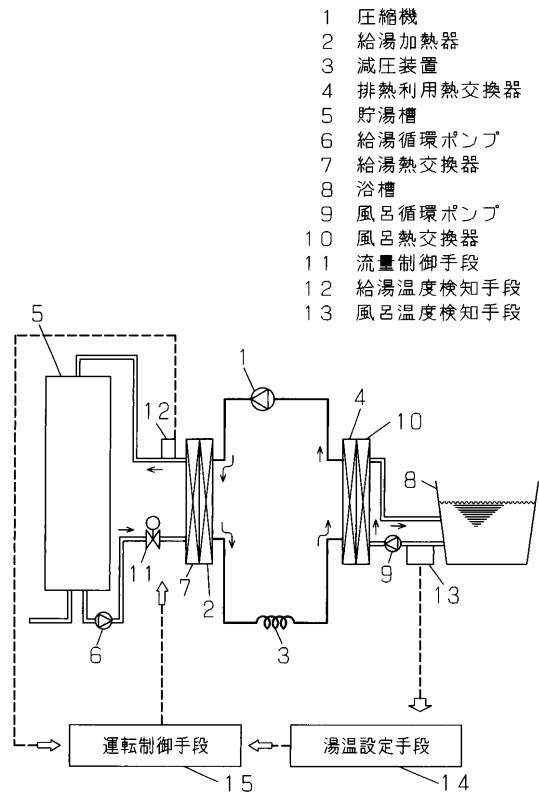 1 圧縮機
2 給湯加熱器
3 減圧装置
4 排熱利用熱交換器
5 貯湯槽
6 給湯循環ポンプ
7 給湯熱交換器
8 浴槽
9 風呂循環ポンプ
10 風呂熱交換器
11 流量制御手段
12 給湯温度検知手段
13 風呂温度検知手段
5
1
12
4
10
8
11
7
2
9
13
6
3
運転制御手段
湯温設定手段
15
14